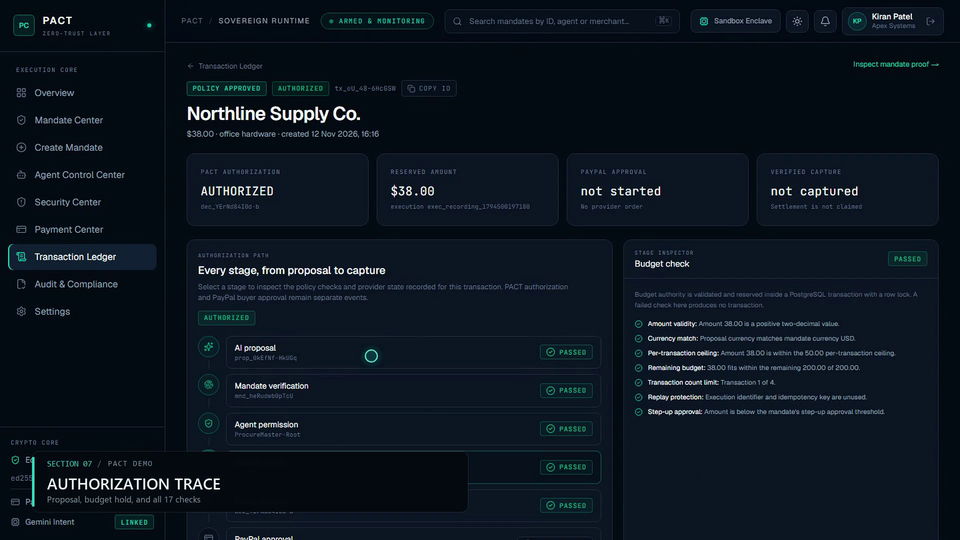 PC
PACT
ZERO-TRUST LAYER
PACT / SOVEREIGN RUNTIME
ARMED & MONITORING
Search mandates by ID, agent or merchant...
⌘K
Sandbox Enclave
KP
Kiran Patel
Apex Systems
EXECUTION CORE
Overview
Mandate Center
Create Mandate
Agent Control Center
Security Center
Payment Center
Transaction Ledger
Audit & Compliance
Settings
CRYPTO CORE
Gemini Intent
LINKED
← Transaction Ledger
Inspect mandate proof →
POLICY APPROVED
AUTHORIZED
tx_oU_48-6HcGSW
COPY ID
Northline Supply Co.
$38.00 · office hardware · created 12 Nov 2026, 16:16
PACT AUTHORIZATION
AUTHORIZED
RESERVED AMOUNT
$38.00
execution exec_recording_1794500197180
PAYPAL APPROVAL
not started
No provider order
VERIFIED CAPTURE
not captured
Settlement is not claimed
AUTHORIZATION PATH
Every stage, from proposal to capture
Select a stage to inspect the policy checks and provider state recorded for this transaction. PACT authorization
and PayPal buyer approval remain separate events.
AUTHORIZED
AI proposal
PASSED
Mandate verification
PASSED
Agent permission
ProcureMaster-Root
PASSED
PASSED
PASSED
PayPal approval
STAGE INSPECTOR
Budget check
PASSED
Budget authority is validated and reserved inside a PostgreSQL transaction with a row lock. A
failed check here produces no transaction.
Amount validity: Amount 38.00 is a positive two-decimal value.
Currency match: Proposal currency matches mandate currency USD.
Per-transaction ceiling: Amount 38.00 is within the 50.00 per-transaction ceiling.
Remaining budget: 38.00 fits within the remaining 200.00 of 200.00.
Transaction count limit: Transaction 1 of 4.
Replay protection: Execution identifier and idempotency key are unused.
Step-up approval: Amount is below the mandate's step-up approval threshold.
SECTION 07 / PACT DEMO
AUTHORIZATION TRACE
Proposal, budget hold, and all 17 checks